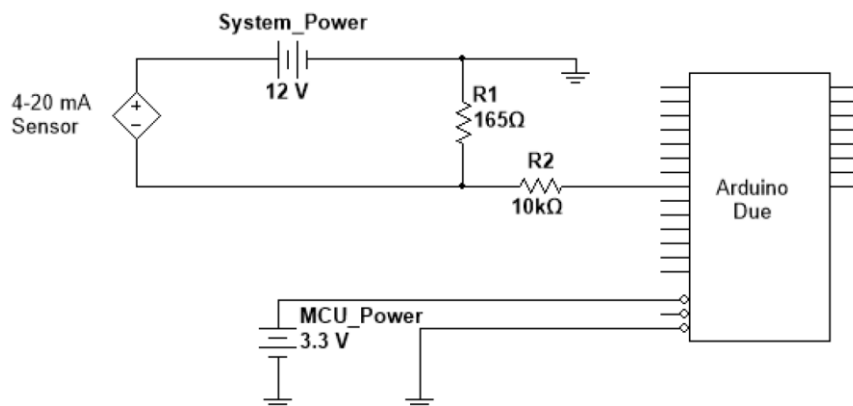 System_Power
12 V
4-20 mA
Sensor
R1
165Ω
R2
10kΩ
Arduino
Due
MCU_Power
3.3 V